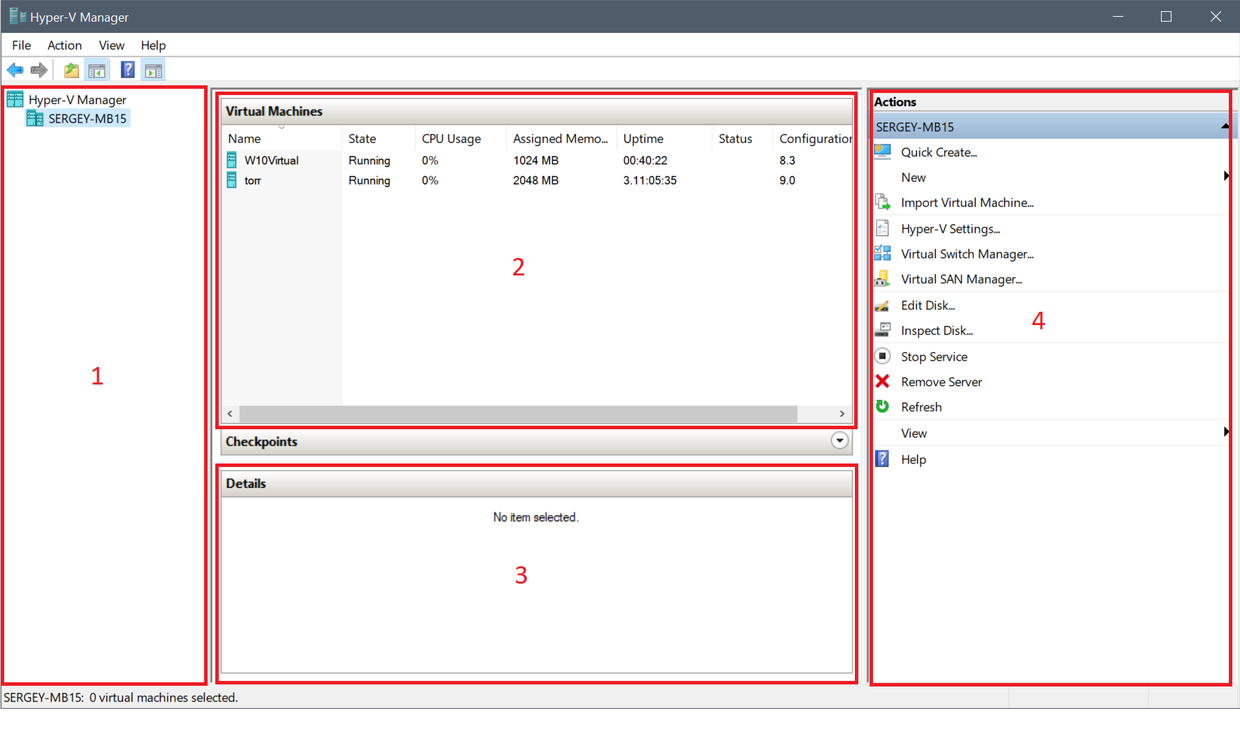 Hyper-V Manager
File Action View Help
Hyper-V Manager
SERGEY-MB15
1
Virtual Machines
Name State CPU Usage Assigned Memo... Uptime Status Configuration
W10Virtual Running 0% 1024 MB 00:40:22 8.3
torr Running 0% 2048 MB 3.11:05:35 9.0
2
Checkpoints
Details
No item selected.
3
Actions
SERGEY-MB15
Quick Create...
New
Import Virtual Machine...
Hyper-V Settings...
Virtual Switch Manager...
Virtual SAN Manager...
Edit Disk...
Inspect Disk...
4
Stop Service
Remove Server
Refresh
View
Help
SERGEY-MB15: 0 virtual machines selected.